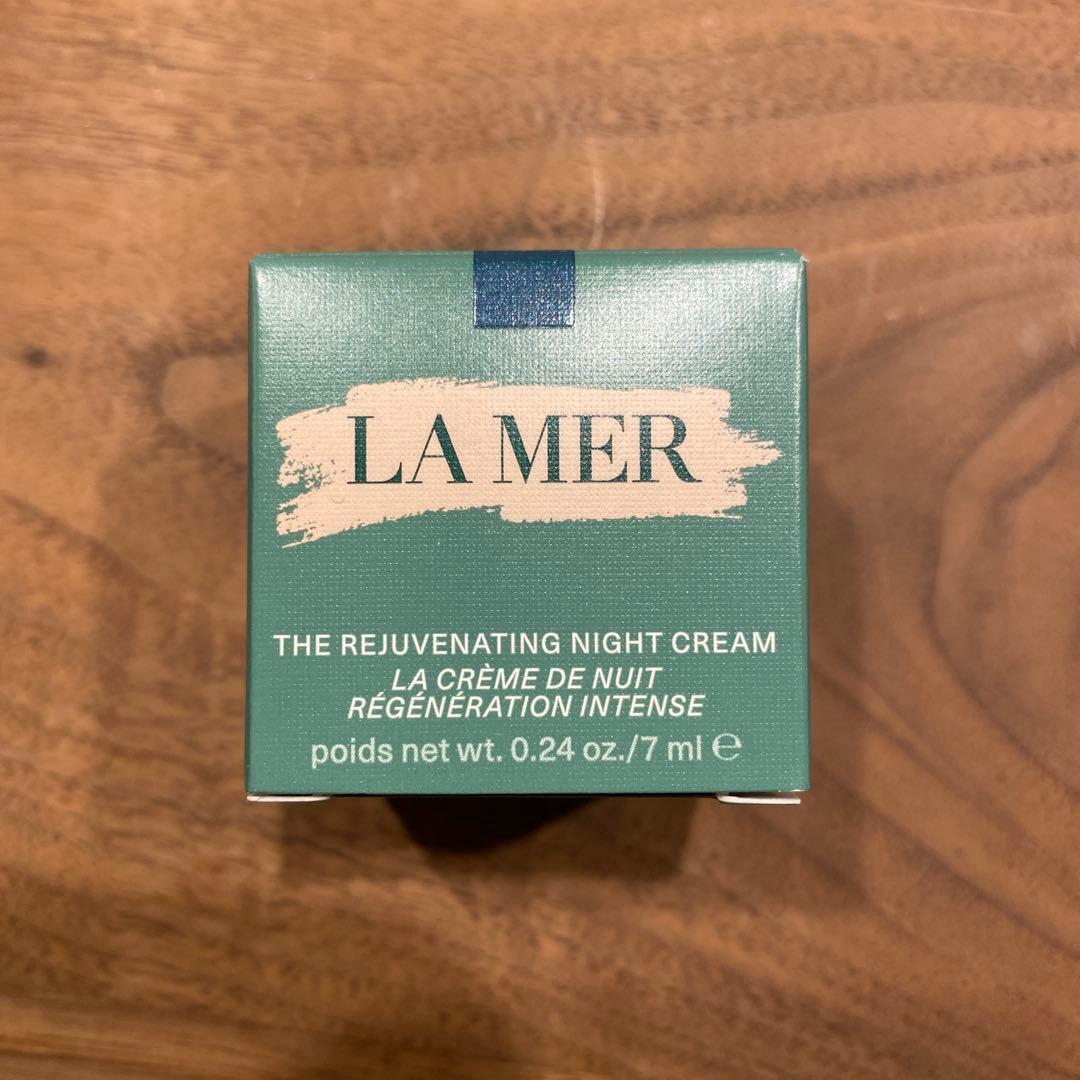 LA MER
THE REJUVENATING NIGHT CREAM
LA CRÈME DE NUIT
RÉGÉNÉRATION INTENSE
poids net wt. 0.24 oz./7 ml ℮